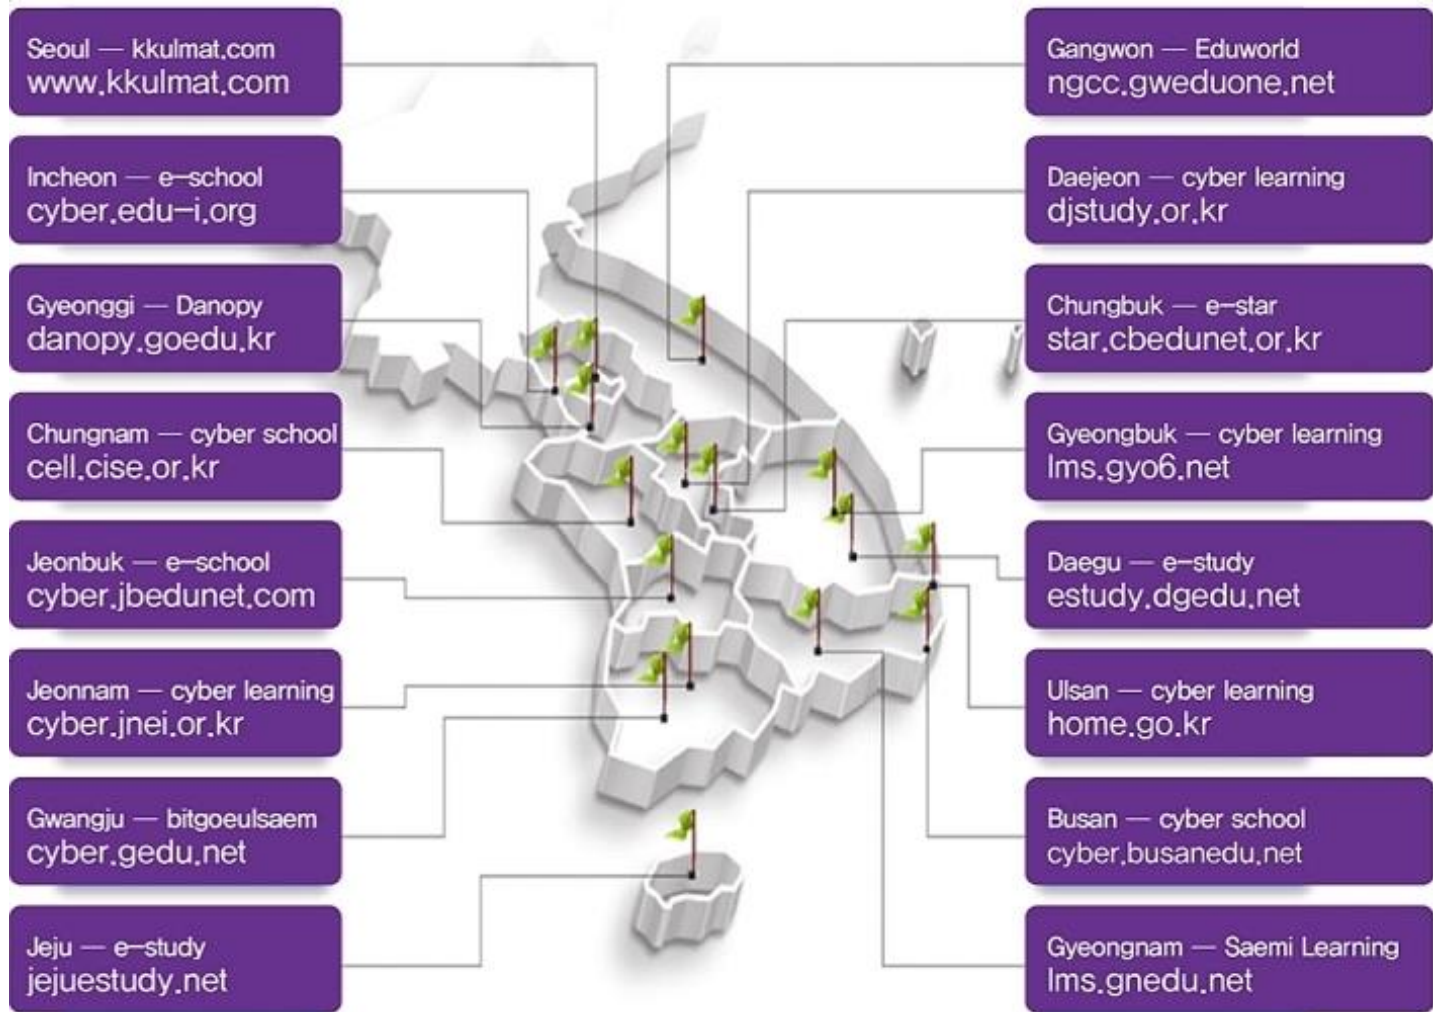 Seoul — kkulmat.com
www.kkulmat.com
Incheon — e-school
cyber.edu-i.org
Gyeonggi — Danopy
danopy.goedu.kr
Chungnam — cyber school
cell.cise.or.kr
Jeonbuk — e-school
cyber.jbedunet.com
Jeonnam — cyber learning
cyber.jnei.or.kr
Gwangju — bitgoeulsaem
cyber.gedu.net
Jeju — e-study
jejuestudy.net
Gangwon — Eduworld
ngcc.gweduone.net
Daejeon — cyber learning
djstudy.or.kr
Chungbuk — e-star
star.cbedunet.or.kr
Gyeongbuk — cyber learning
lms.gyo6.net
Daegu — e-study
estudy.dgedu.net
Ulsan — cyber learning
home.go.kr
Busan — cyber school
cyber.busanedu.net
Gyeongnam — Saemi Learning
lms.gnedu.net